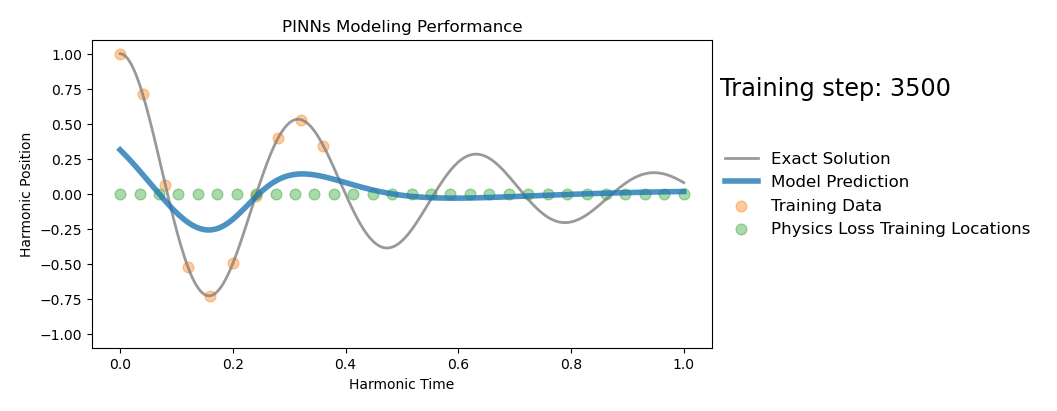 PINNs Modeling Performance
1.00
0.75
0.50
0.25
0.00
−0.25
−0.50
−0.75
−1.00
Harmonic Position
0.0 0.2 0.4 0.6 0.8 1.0
Harmonic Time
Training step: 3500
Exact Solution
Model Prediction
Training Data
Physics Loss Training Locations